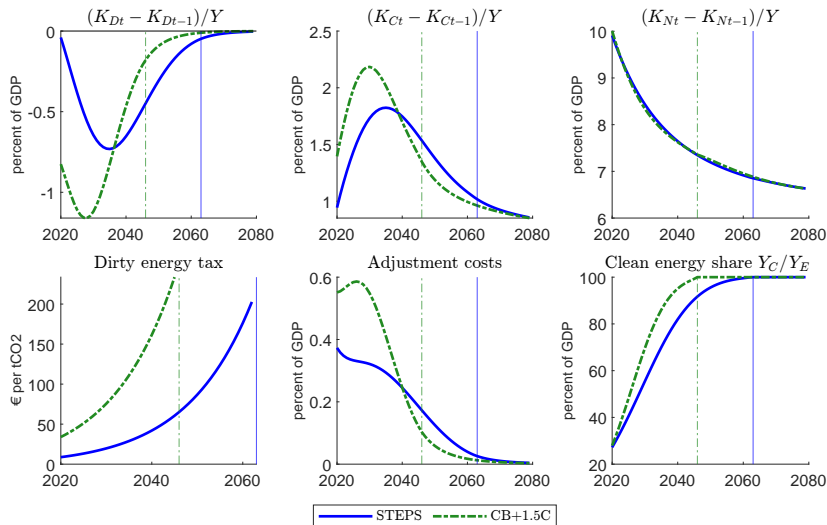 (K_{Dt} − K_{Dt−1})/Y
(K_{Ct} − K_{Ct−1})/Y
(K_{Nt} − K_{Nt−1})/Y
percent of GDP
0
-0.5
-1
2020 2040 2060 2080
percent of GDP
2.5
2
1.5
1
2020 2040 2060 2080
percent of GDP
10
9
8
7
6
2020 2040 2060 2080
Dirty energy tax
Adjustment costs
Clean energy share Y_C/Y_E
€ per tCO2
200
150
100
50
0
2020 2040 2060
percent of GDP
0.6
0.4
0.2
0
2020 2040 2060 2080
percent of GDP
100
80
60
40
20
2020 2040 2060 2080
STEPS CB+1.5C